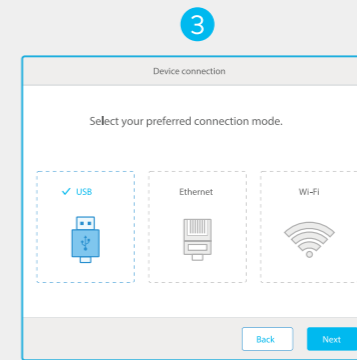 3
Device connection
Select your preferred connection mode.
✓ USB
Ethernet
Wi-Fi
Back
Next